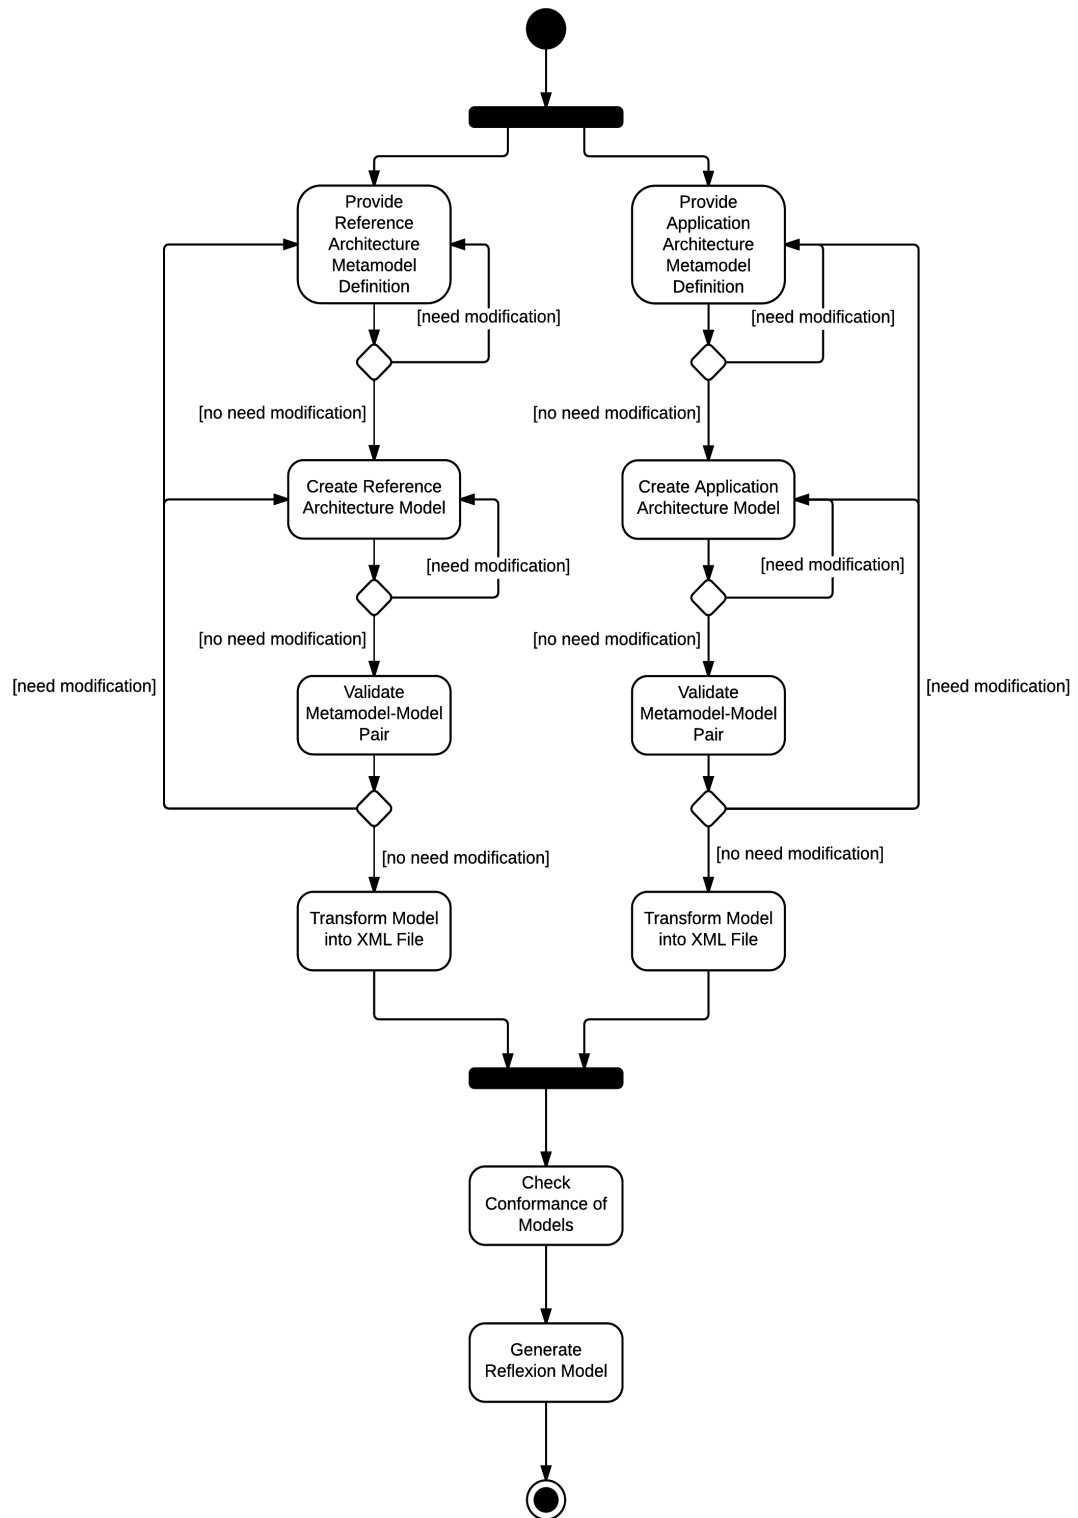 Provide
Reference
Architecture
Metamodel
Definition
Provide
Application
Architecture
Metamodel
Definition
[need modification]
[need modification]
[no need modification]
[no need modification]
Create Reference
Architecture Model
Create Application
Architecture Model
[need modification]
[need modification]
[no need modification]
[no need modification]
[need modification]
Validate
Metamodel-Model
Pair
Validate
Metamodel-Model
Pair
[need modification]
[no need modification]
[no need modification]
Transform Model
into XML File
Transform Model
into XML File
Check
Conformance of
Models
Generate
Reflexion Model